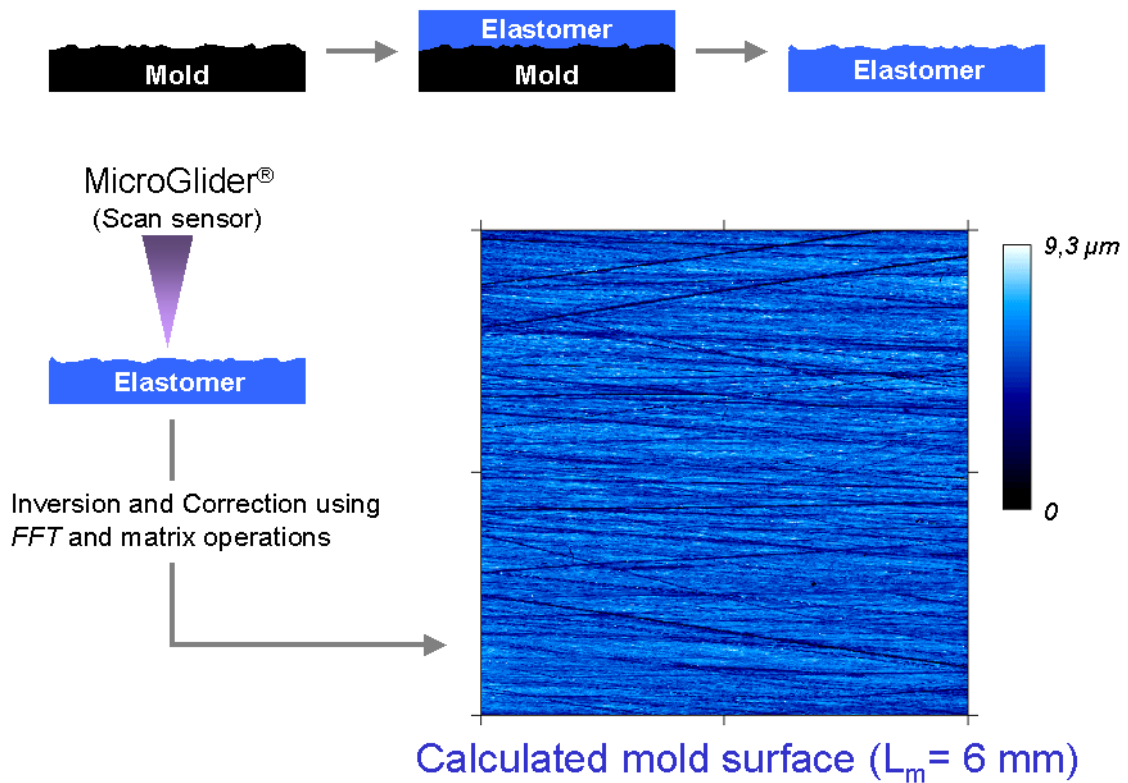 Mold
Elastomer
Mold
Elastomer
MicroGlider®
(Scan sensor)
Elastomer
Inversion and Correction using
FFT and matrix operations
9,3 µm
0
Calculated mold surface (Lm= 6 mm)